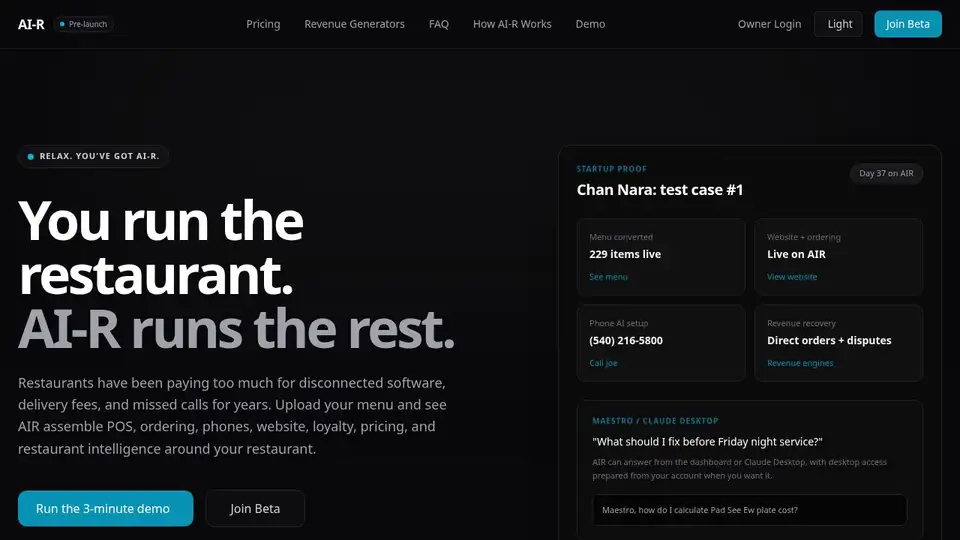 AI-R
Pre-launch
Pricing
Revenue Generators
FAQ
How AI-R Works
Demo
Owner Login
Light
Join Beta
RELAX. YOU'VE GOT AI-R.
You run the
restaurant.
AI-R runs the rest.
Restaurants have been paying too much for disconnected software,
delivery fees, and missed calls for years. Upload your menu and see
AIR assemble POS, ordering, phones, website, loyalty, pricing, and
restaurant intelligence around your restaurant.
Run the 3-minute demo
Join Beta
STARTUP PROOF
Chan Nara: test case #1
Day 37 on AIR
Menu converted
229 items live
See menu
Website + ordering
Live on AIR
View website
Phone AI setup
(540) 216-5800
Call Joe
Revenue recovery
Direct orders + disputes
Revenue engines
MAESTRO / CLAUDE DESKTOP
"What should I fix before Friday night service?"
AIR can answer from the dashboard or Claude Desktop, with desktop access
prepared from your account when you want it.
Maestro, how do I calculate Pad See Ew plate cost?